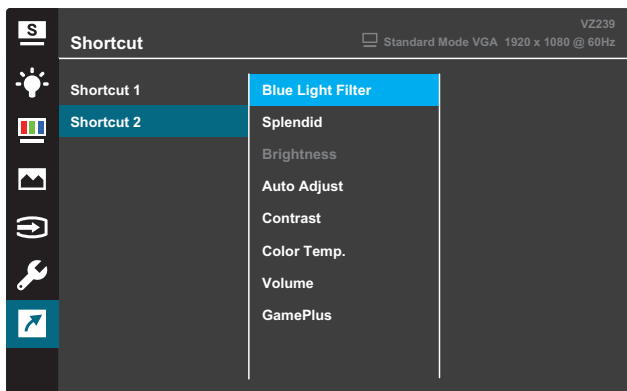 S
VZ239
Shortcut
Standard Mode VGA 1920 x 1080 @ 60Hz
Shortcut 1
Blue Light Filter
Shortcut 2
Splendid
Brightness
Auto Adjust
Contrast
Color Temp.
Volume
GamePlus